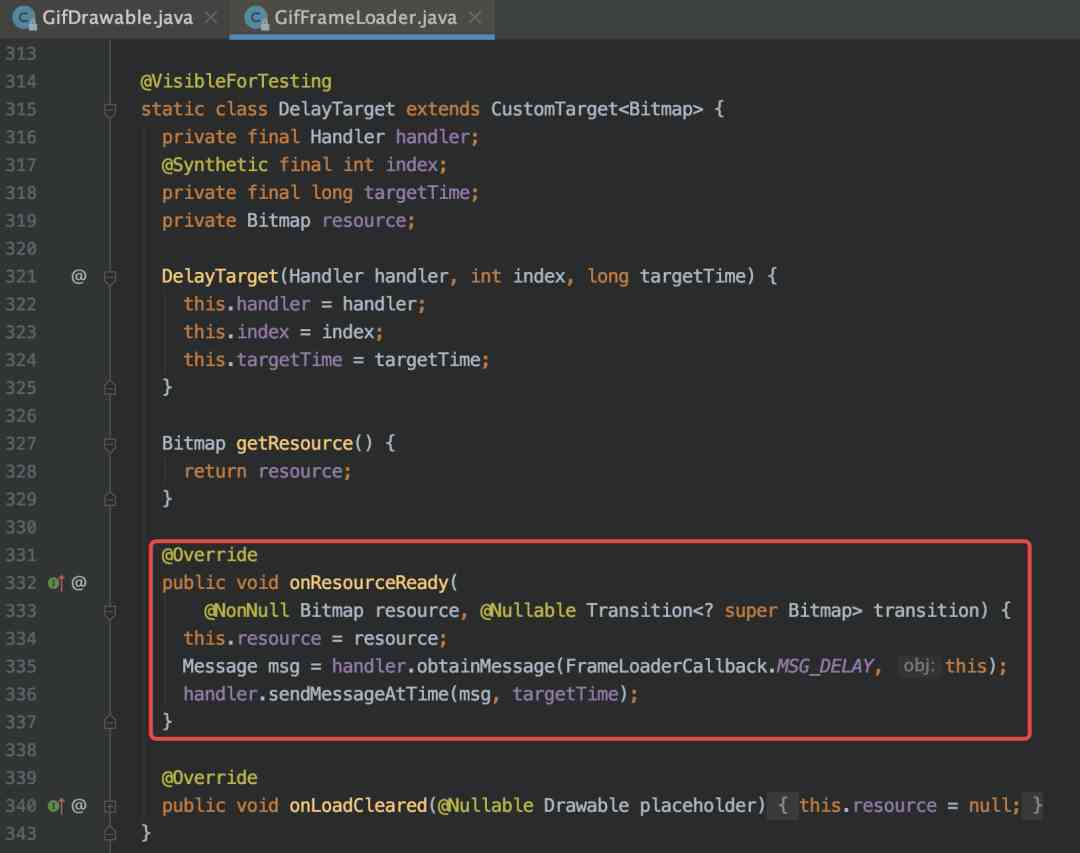 GifDrawable.java GifFrameLoader.java
313
314 @VisibleForTesting
315 static class DelayTarget extends CustomTarget<Bitmap> {
316 private final Handler handler;
317 @Synthetic final int index;
318 private final long targetTime;
319 private Bitmap resource;
320
321 @ DelayTarget(Handler handler, int index, long targetTime) {
322 this.handler = handler;
323 this.index = index;
324 this.targetTime = targetTime;
325 }
326
327 Bitmap getResource() {
328 return resource;
329 }
330
331 @Override
332 @ public void onResourceReady(
333 @NonNull Bitmap resource, @Nullable Transition<? super Bitmap> transition) {
334 this.resource = resource;
335 Message msg = handler.obtainMessage(FrameLoaderCallback.MSG_DELAY, obj: this);
336 handler.sendMessageAtTime(msg, targetTime);
337 }
338
339 @Override
340 @ public void onLoadCleared(@Nullable Drawable placeholder) { this.resource = null; }
343 }